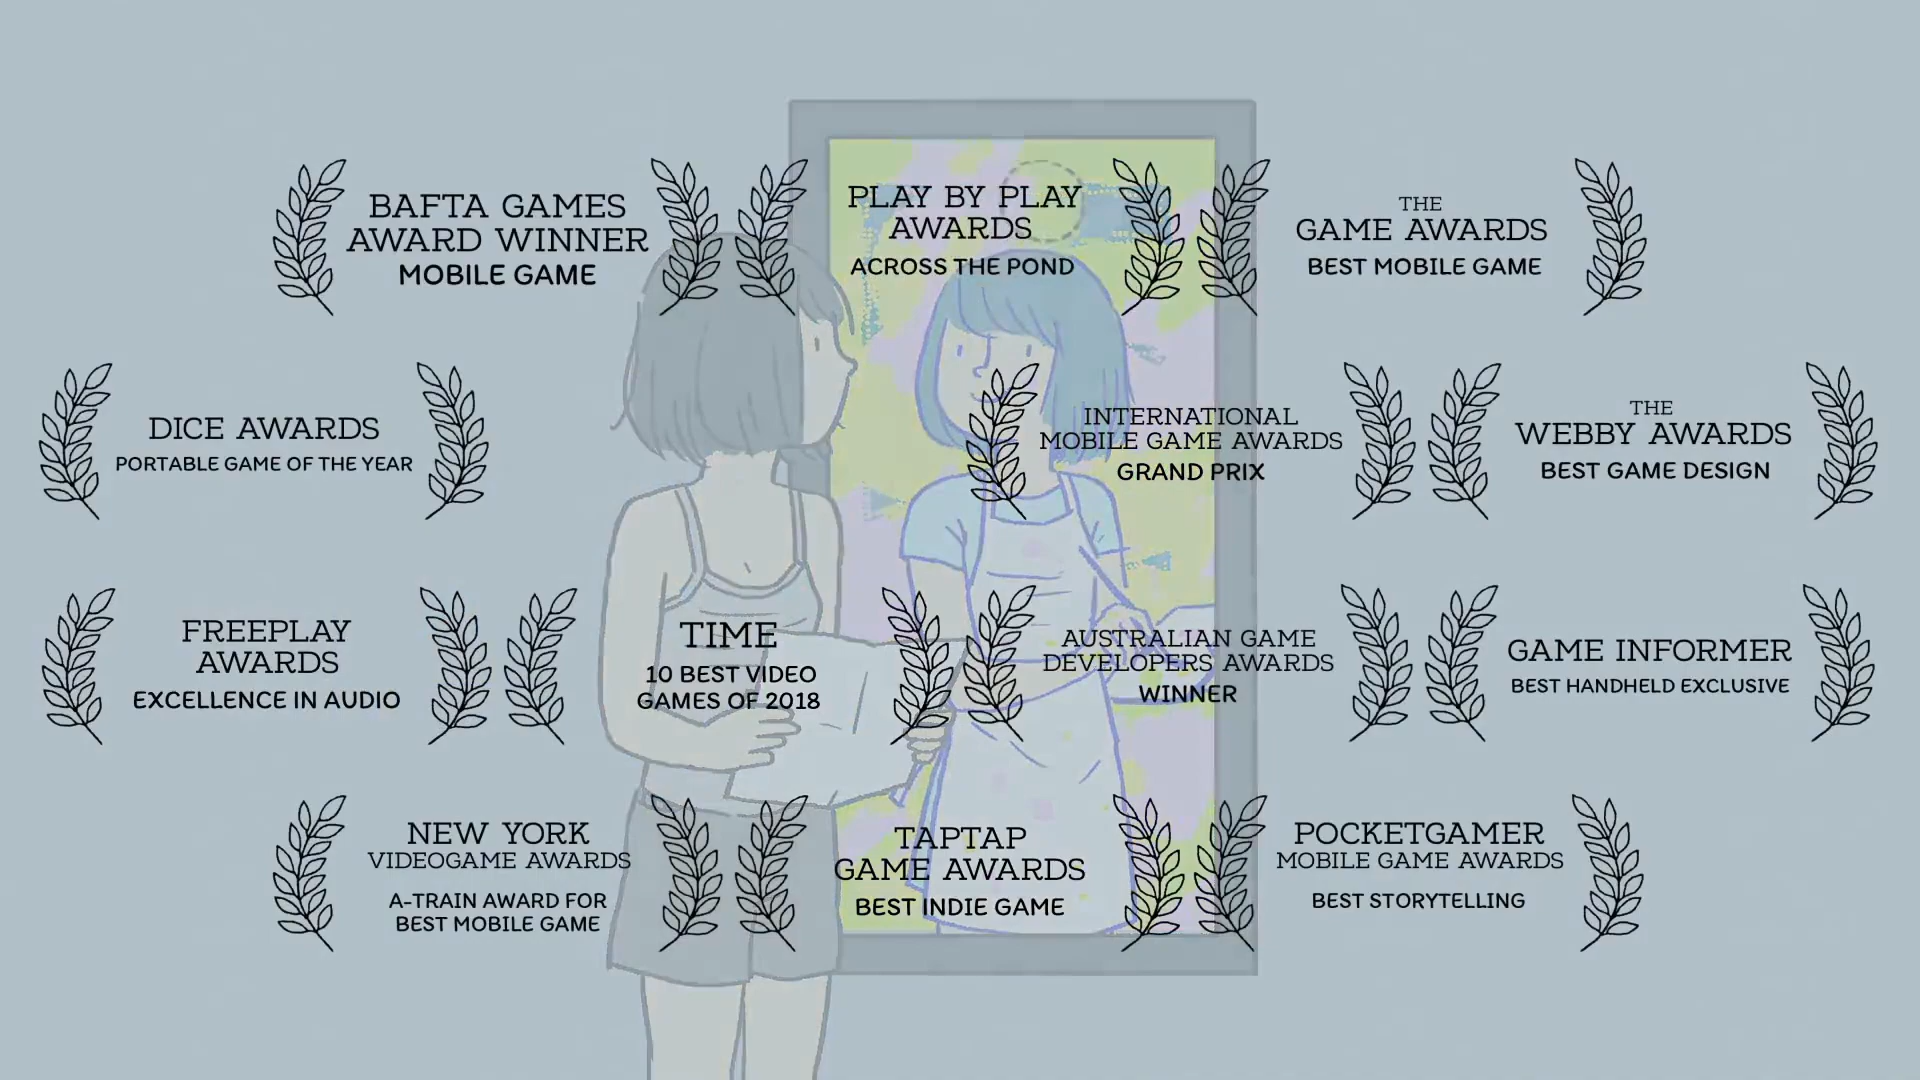 BAFTA GAMES
AWARD WINNER
MOBILE GAME
PLAY BY PLAY
AWARDS
ACROSS THE POND
THE
GAME AWARDS
BEST MOBILE GAME
DICE AWARDS
PORTABLE GAME OF THE YEAR
INTERNATIONAL
MOBILE GAME AWARDS
GRAND PRIX
THE
WEBBY AWARDS
BEST GAME DESIGN
FREEPLAY
AWARDS
EXCELLENCE IN AUDIO
TIME
10 BEST VIDEO
GAMES OF 2018
AUSTRALIAN GAME
DEVELOPERS AWARDS
WINNER
GAME INFORMER
BEST HANDHELD EXCLUSIVE
NEW YORK
VIDEOGAME AWARDS
A-TRAIN AWARD FOR
BEST MOBILE GAME
TAPTAP
GAME AWARDS
BEST INDIE GAME
POCKETGAMER
MOBILE GAME AWARDS
BEST STORYTELLING